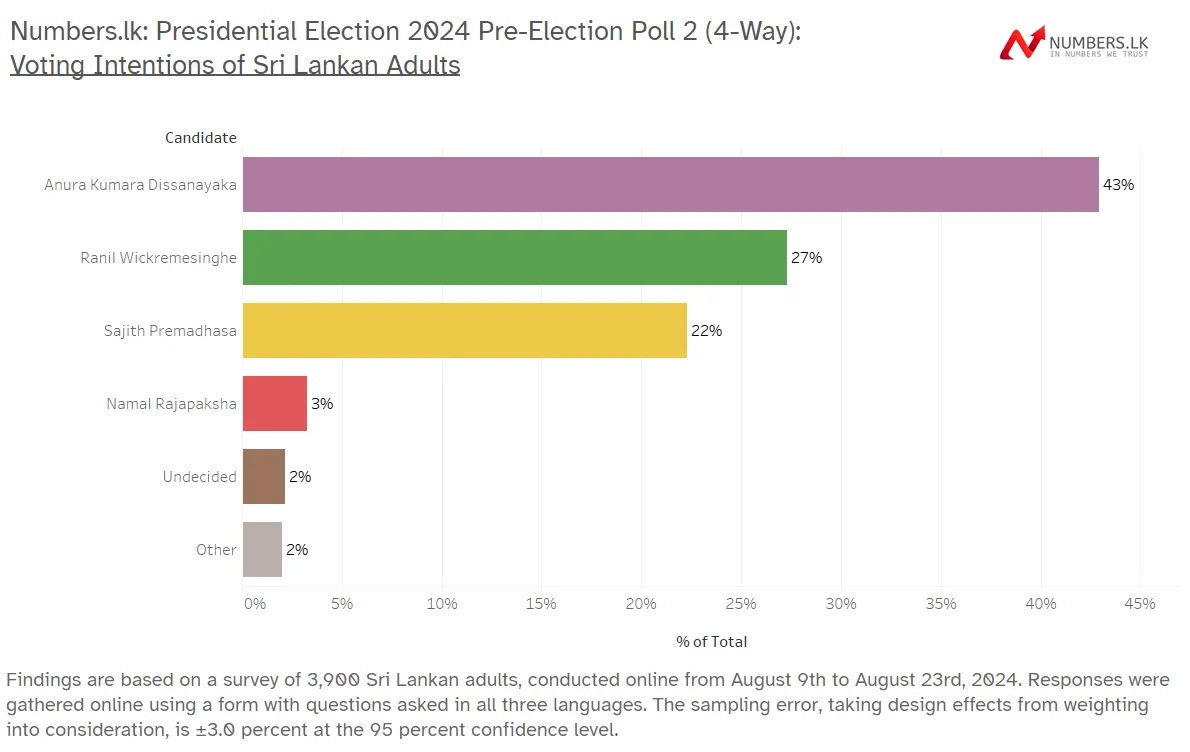 Numbers.lk: Presidential Election 2024 Pre-Election Poll 2 (4-Way):
Voting Intentions of Sri Lankan Adults
NUMBERS.LK
IN NUMBERS WE TRUST
Candidate
Anura Kumara Dissanayaka 43%
Ranil Wickremesinghe 27%
Sajith Premadhasa 22%
Namal Rajapaksha 3%
Undecided 2%
Other 2%
0% 5% 10% 15% 20% 25% 30% 35% 40% 45%
% of Total
Findings are based on a survey of 3,900 Sri Lankan adults, conducted online from August 9th to August 23rd, 2024. Responses were
gathered online using a form with questions asked in all three languages. The sampling error, taking design effects from weighting
into consideration, is ±3.0 percent at the 95 percent confidence level.